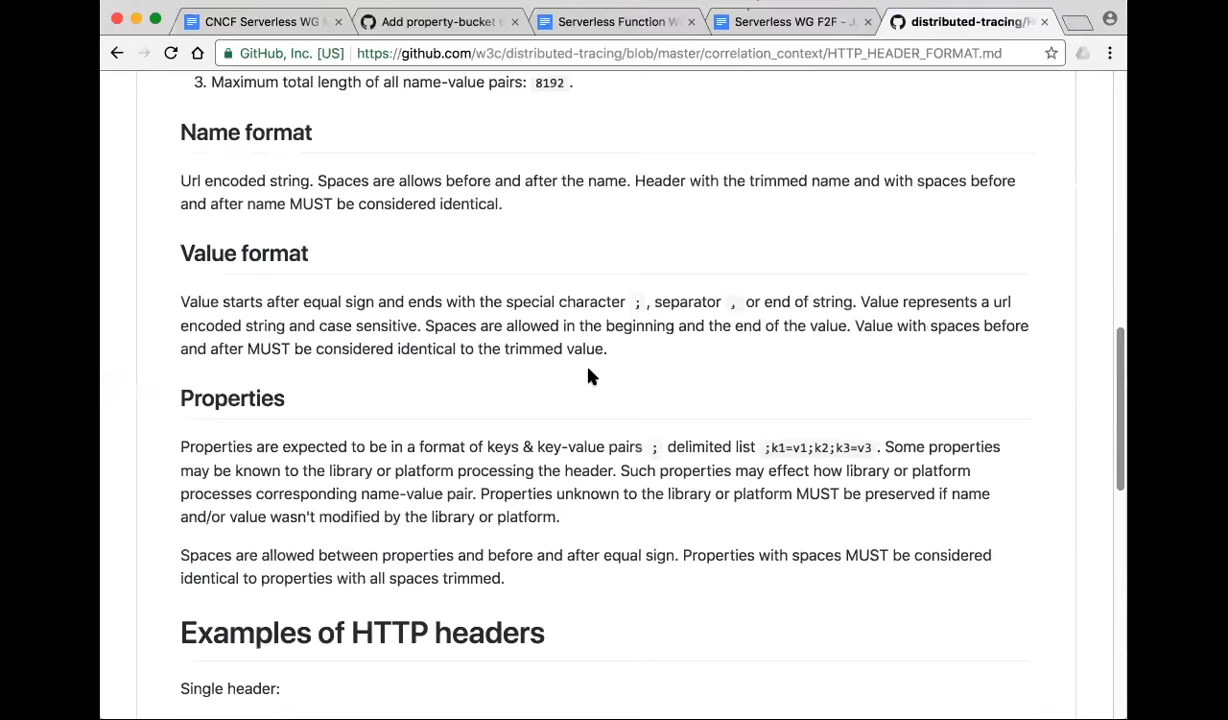 CNCF Serverless WG
Add property-bucket
Serverless Function W
Serverless WG F2F - J
distributed-tracing/H
GitHub, Inc. [US]
https://github.com/w3c/distributed-tracing/blob/master/correlation_context/HTTP_HEADER_FORMAT.md
3. Maximum total length of all name-value pairs: 8192 .
Name format
Url encoded string. Spaces are allows before and after the name. Header with the trimmed name and with spaces before
and after name MUST be considered identical.
Value format
Value starts after equal sign and ends with the special character ; , separator , or end of string. Value represents a url
encoded string and case sensitive. Spaces are allowed in the beginning and the end of the value. Value with spaces before
and after MUST be considered identical to the trimmed value.
Properties
Properties are expected to be in a format of keys & key-value pairs ; delimited list ;k1=v1;k2;k3=v3 . Some properties
may be known to the library or platform processing the header. Such properties may effect how library or platform
processes corresponding name-value pair. Properties unknown to the library or platform MUST be preserved if name
and/or value wasn't modified by the library or platform.
Spaces are allowed between properties and before and after equal sign. Properties with spaces MUST be considered
identical to properties with all spaces trimmed.
Examples of HTTP headers
Single header: